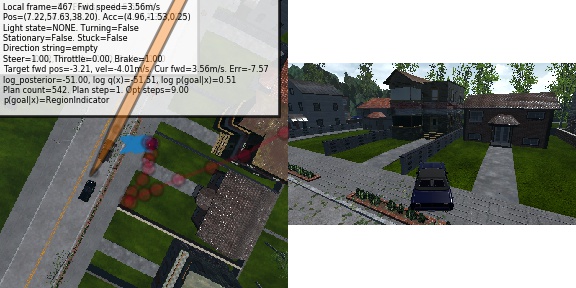 Local frame=467. Fwd speed=3.56m/s
Pos=(7.22,57.63,38.20). Acc=(4.96,-1.53,0.25)
Light state=NONE. Turning=False
Stationary=False. Stuck=False
Direction string=empty
Steer=1.00, Throttle=0.00, Brake=1.00
Target fwd pos=-3.21, vel=-4.01m/s. Cur fwd=3.56m/s. Err=-7.57
log_posterior=-51.00, log q(x)=-51.51, log p(goal|x)=0.51
Plan count=542. Plan step=1. Opt steps=9.00
p(goal|x)=RegionIndicator